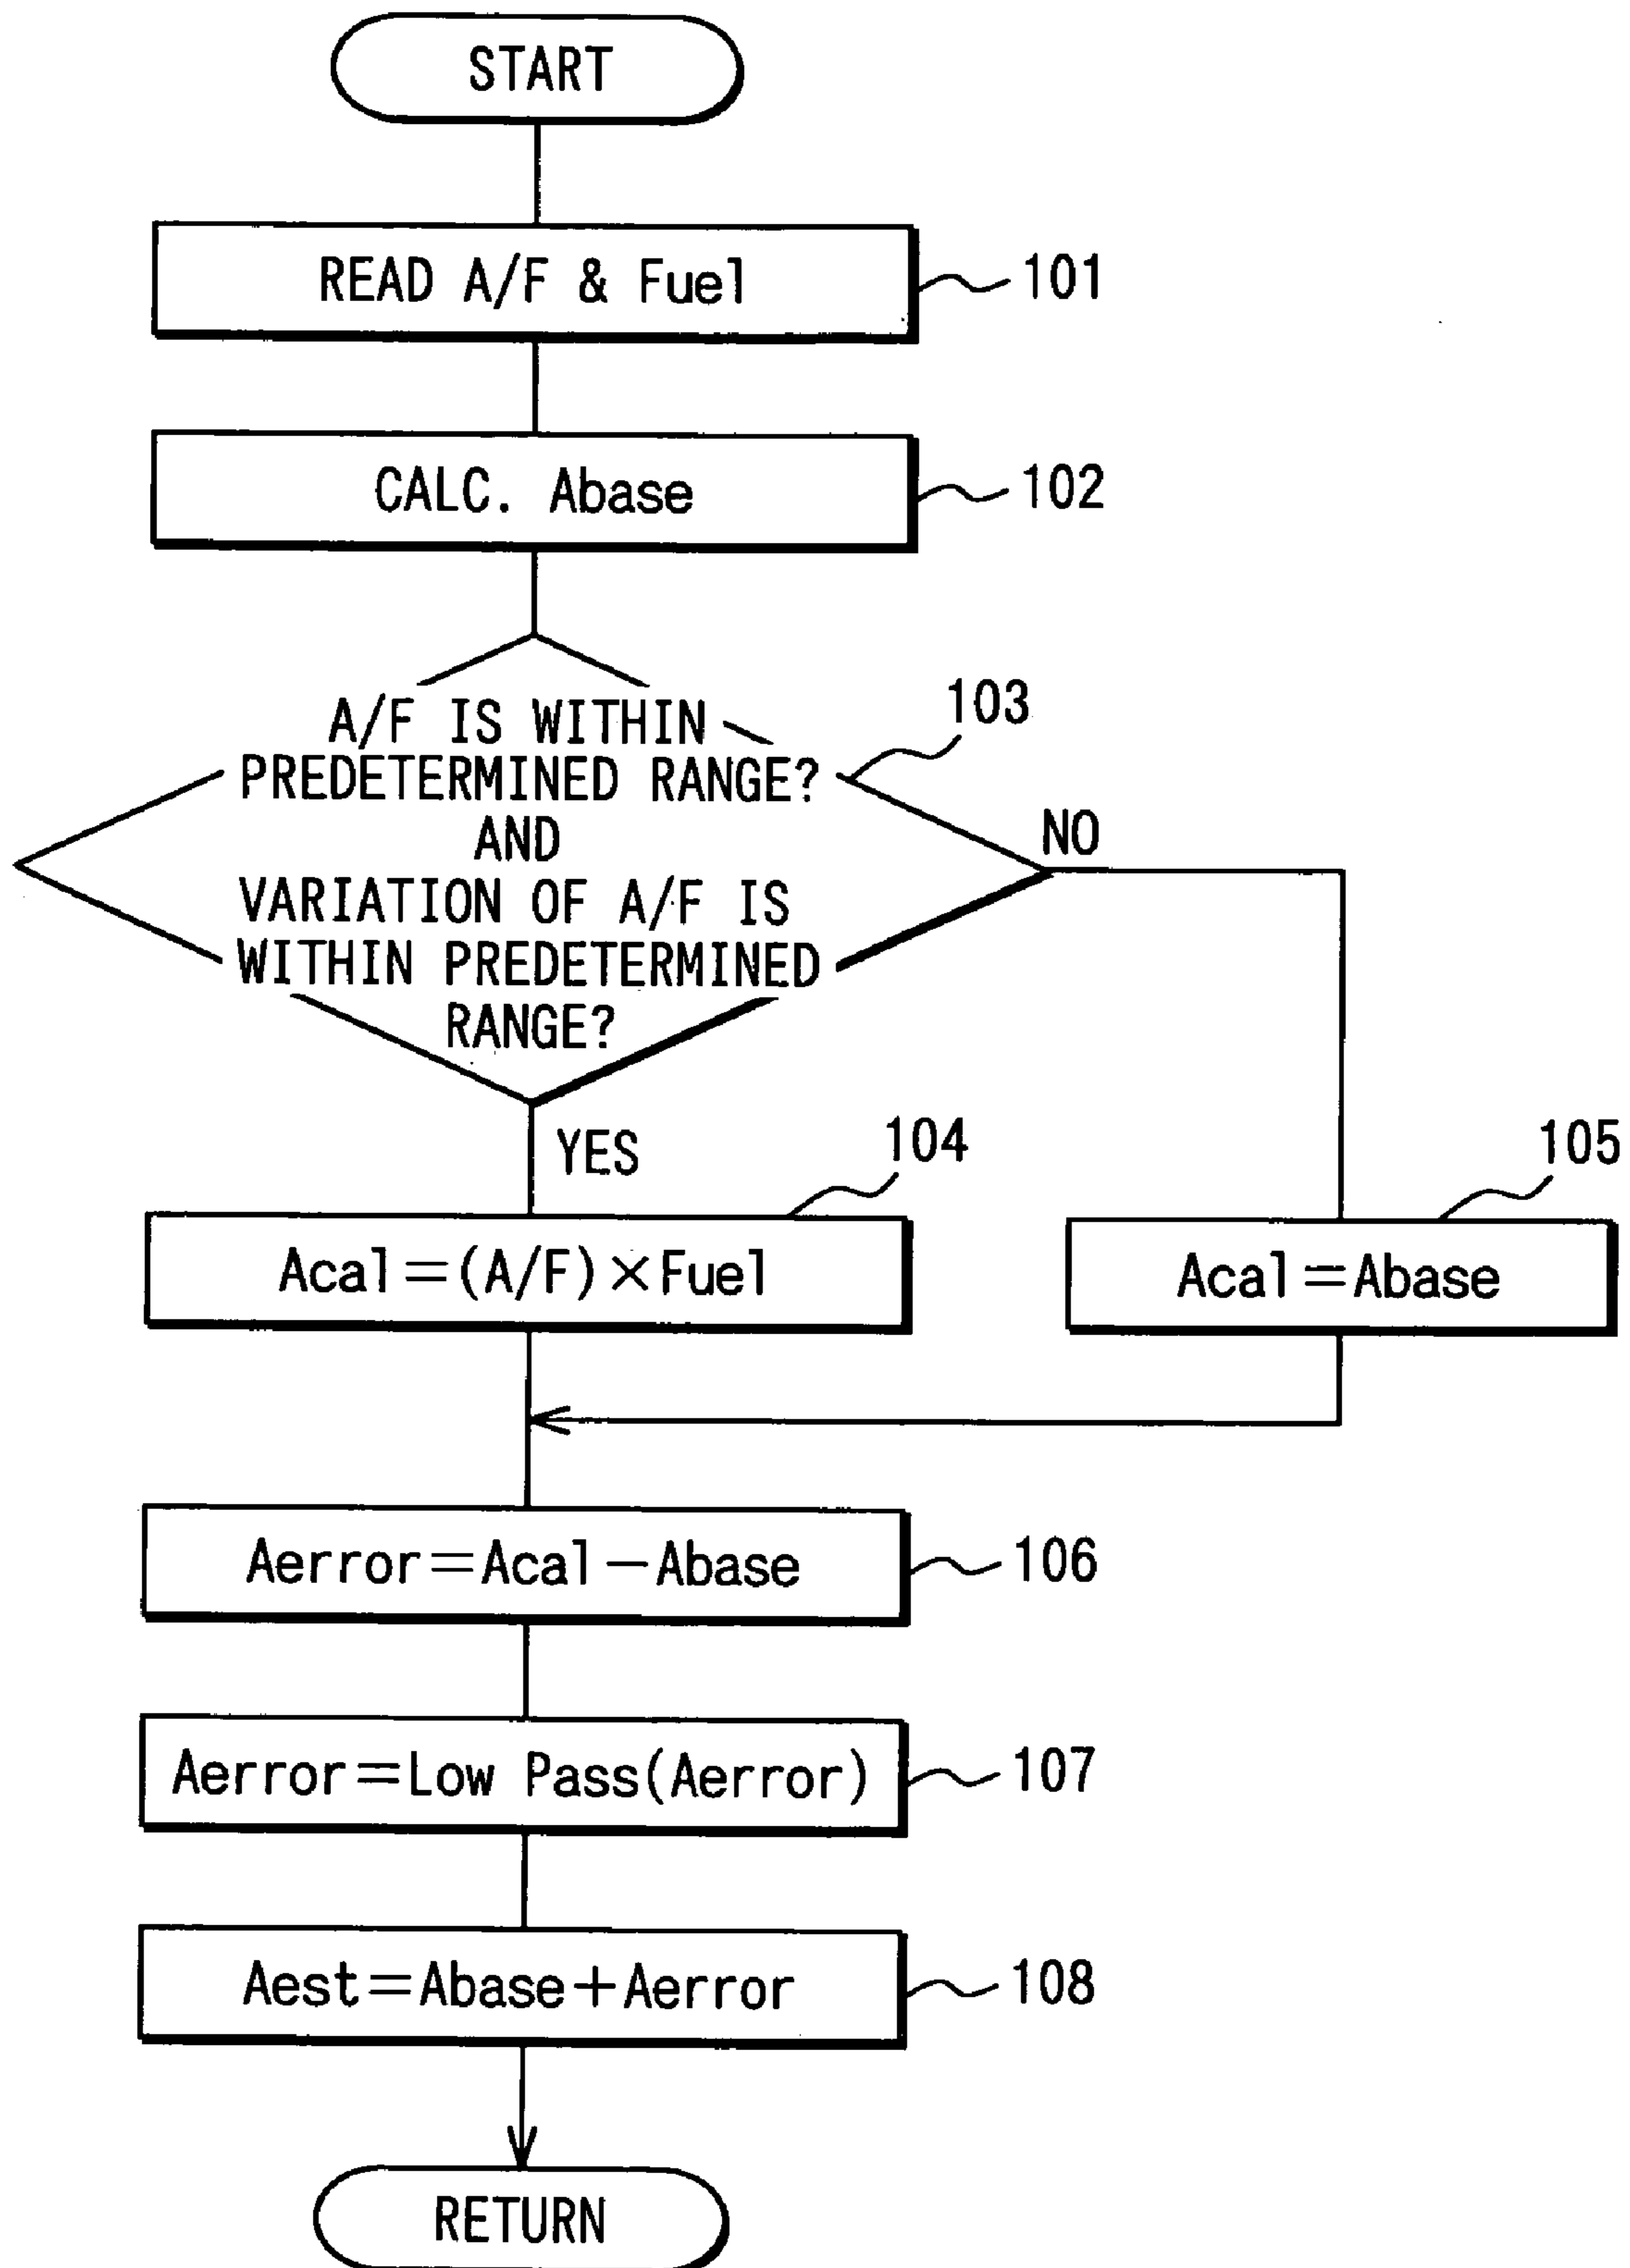 START
READ A/F & Fuel
101
CALC. Abase
102
A/F IS WITHIN
PREDETERMINED RANGE?
AND
VARIATION OF A/F IS
WITHIN PREDETERMINED
RANGE?
103
NO
YES
104
Acal=(A/F)×Fuel
105
Acal=Abase
Aerror=Acal−Abase
106
Aerror=Low Pass(Aerror)
107
Aest=Abase+Aerror
108
RETURN